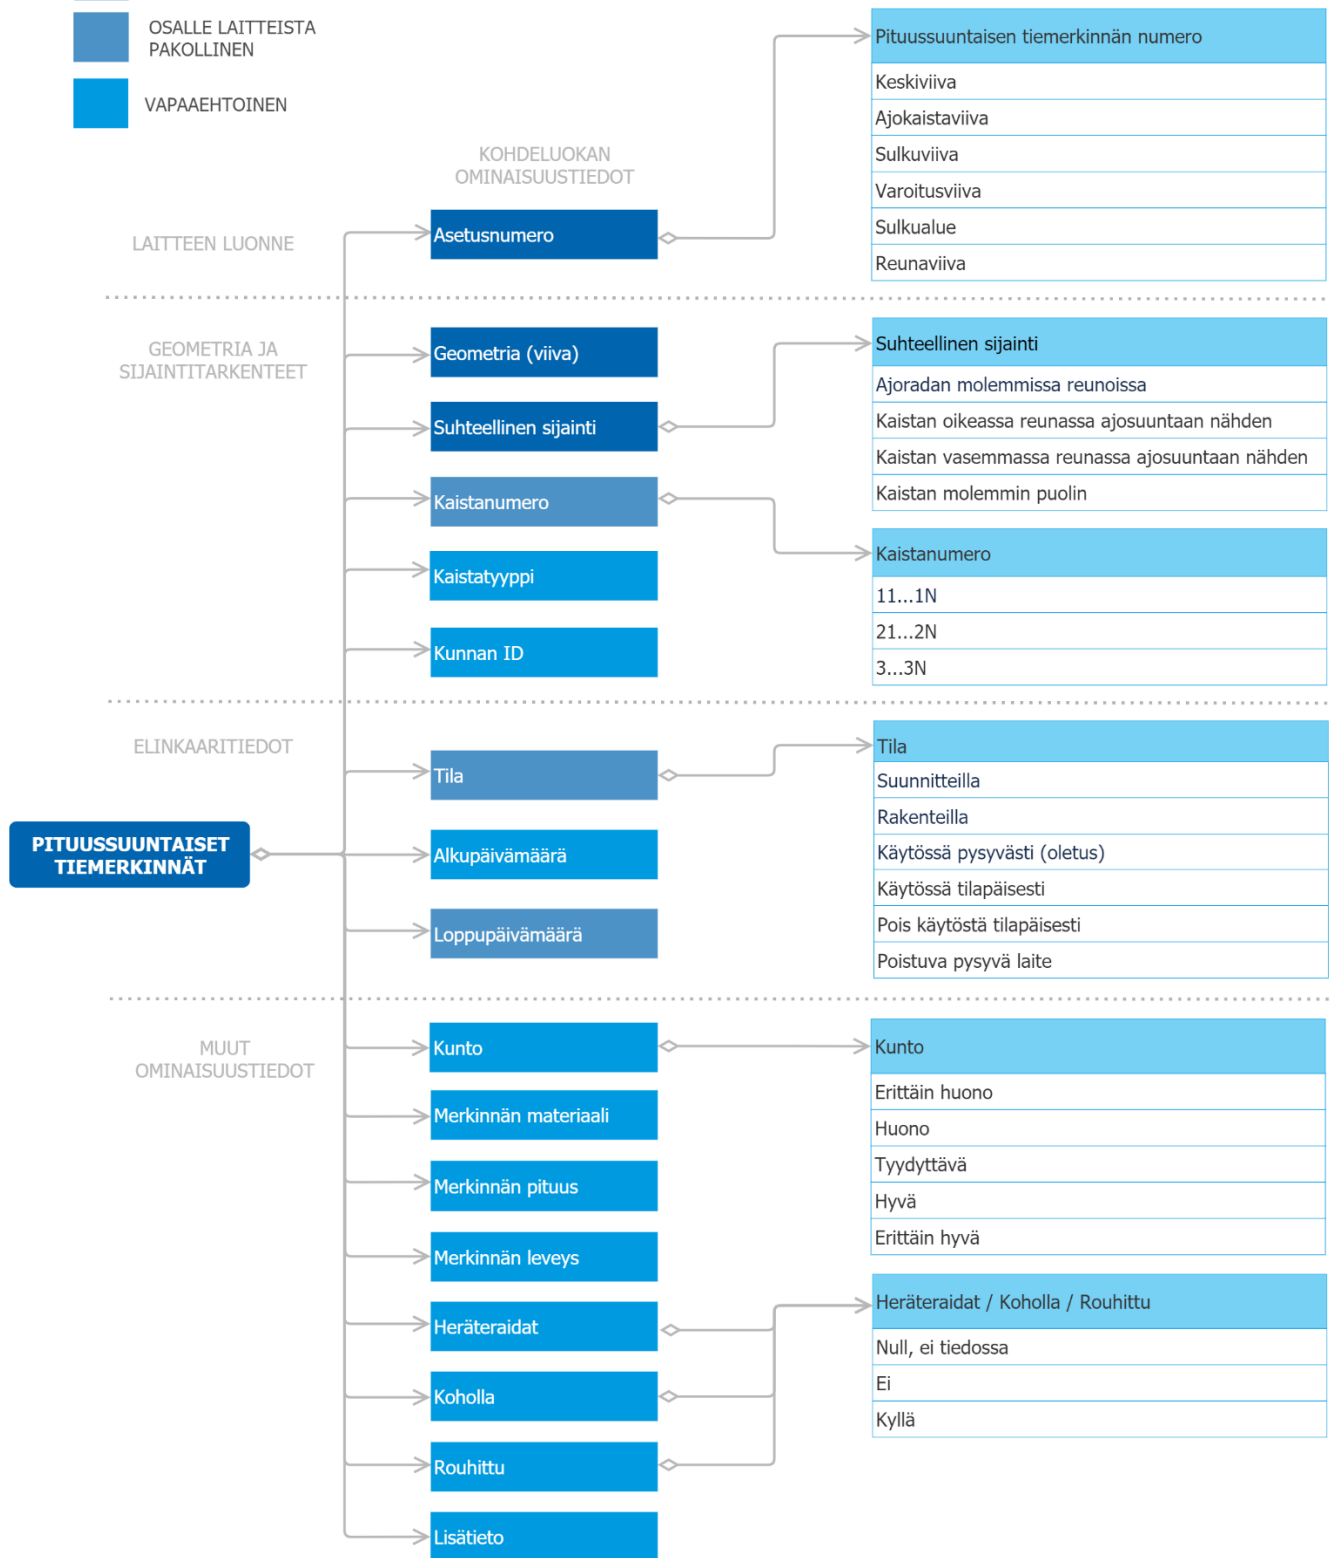 OSALLE LAITTEISTA
PAKOLLINEN
VAPAAEHTOINEN
KOHDELUOKAN
OMINAISUUSTIEDOT
LAITTEEN LUONNE
Asetusnumero
Pituussuuntaisen tiemerkinnän numero
Keskiviiva
Ajokaistaviiva
Sulkuviiva
Varoitusviiva
Sulkualue
Reunaviiva
GEOMETRIA JA
SIJAINTITARKENTEET
Geometria (viiva)
Suhteellinen sijainti
Kaistanumero
Kaistatyyppi
Kunnan ID
Suhteellinen sijainti
Ajoradan molemmissa reunoissa
Kaistan oikeassa reunassa ajosuuntaan nähden
Kaistan vasemmassa reunassa ajosuuntaan nähden
Kaistan molemmin puolin
Kaistanumero
11...1N
21...2N
3...3N
ELINKAARITIEDOT
PITUUSSUUNTAISET
TIEMERKINNÄT
Tila
Alkupäivämäärä
Loppupäivämäärä
Tila
Suunnitteilla
Rakenteilla
Käytössä pysyvästi (oletus)
Käytössä tilapäisesti
Pois käytöstä tilapäisesti
Poistuva pysyvä laite
MUUT
OMINAISUUSTIEDOT
Kunto
Merkinnän materiaali
Merkinnän pituus
Merkinnän leveys
Heräteraidat
Koholla
Rouhittu
Lisätieto
Kunto
Erittäin huono
Huono
Tyydyttävä
Hyvä
Erittäin hyvä
Heräteraidat / Koholla / Rouhittu
Null, ei tiedossa
Ei
Kyllä